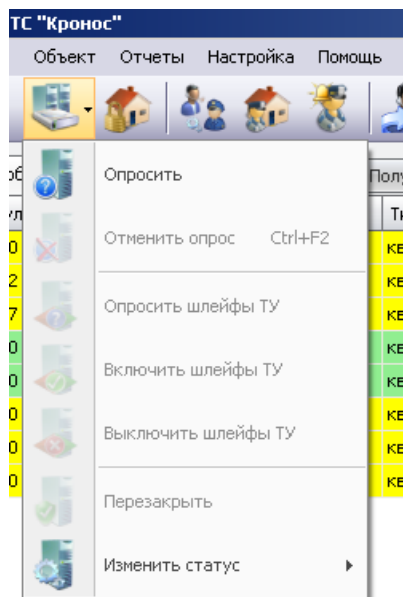 ТС "Кронос"
Объект Отчеты Настройка Помощь
Опросить
Отменить опрос Ctrl+F2
Опросить шлейфы ТУ
Включить шлейфы ТУ
Выключить шлейфы ТУ
Перезакрыть
Изменить статус